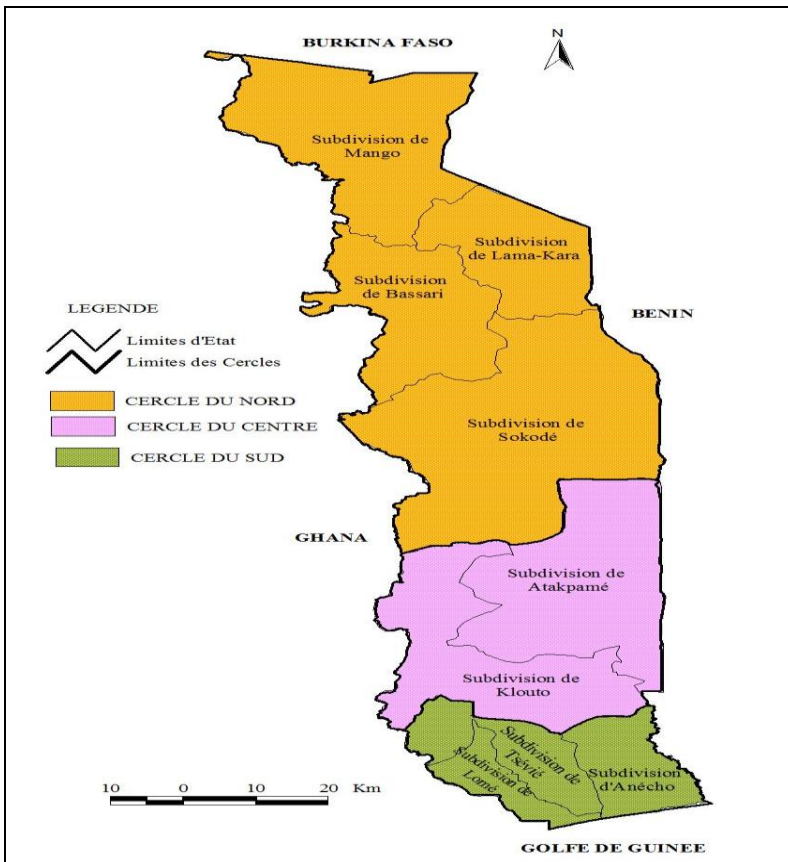 BURKINA FASO
N
Subdivision de
Mango
Subdivision
de Lama-Kara
Subdivision
de Bassari
BENIN
LEGENDE
Limites d'Etat
Limites des Cercles
CERCLE DU NORD
CERCLE DU CENTRE
CERCLE DU SUD
Subdivision de
Sokodé
GHANA
Subdivision de
Atakpamé
Subdivision de
Klouto
Subdivision de
Tsévié
Subdivision de
Lomé
Subdivision
d'Anécho
10 0 10 20 Km
GOLFE DE GUINEE